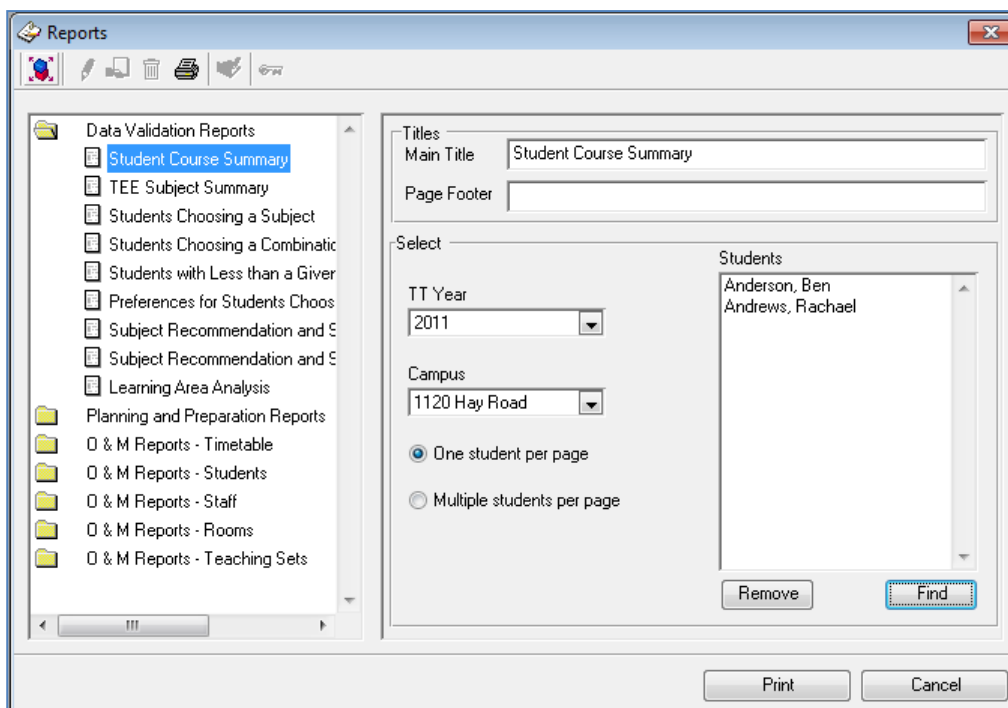 Reports
Data Validation Reports
Student Course Summary
TEE Subject Summary
Students Choosing a Subject
Students Choosing a Combinatic
Students with Less than a Giver
Preferences for Students Choos
Subject Recommendation and S
Subject Recommendation and S
Learning Area Analysis
Planning and Preparation Reports
O & M Reports - Timetable
O & M Reports - Students
O & M Reports - Staff
O & M Reports - Rooms
O & M Reports - Teaching Sets
Titles
Main Title Student Course Summary
Page Footer
Select
TT Year
2011
Campus
1120 Hay Road
One student per page
Multiple students per page
Students
Anderson, Ben
Andrews, Rachael
Remove Find
Print Cancel